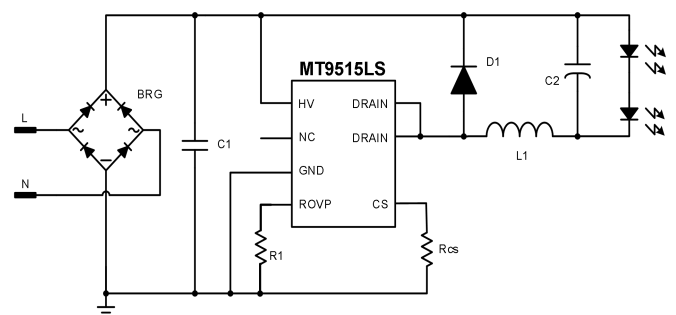 D1
MT9515LS
C2
BRG
HV
DRAIN
L
C1
NC
DRAIN
L1
GND
N
ROVP
CS
R1
Rcs